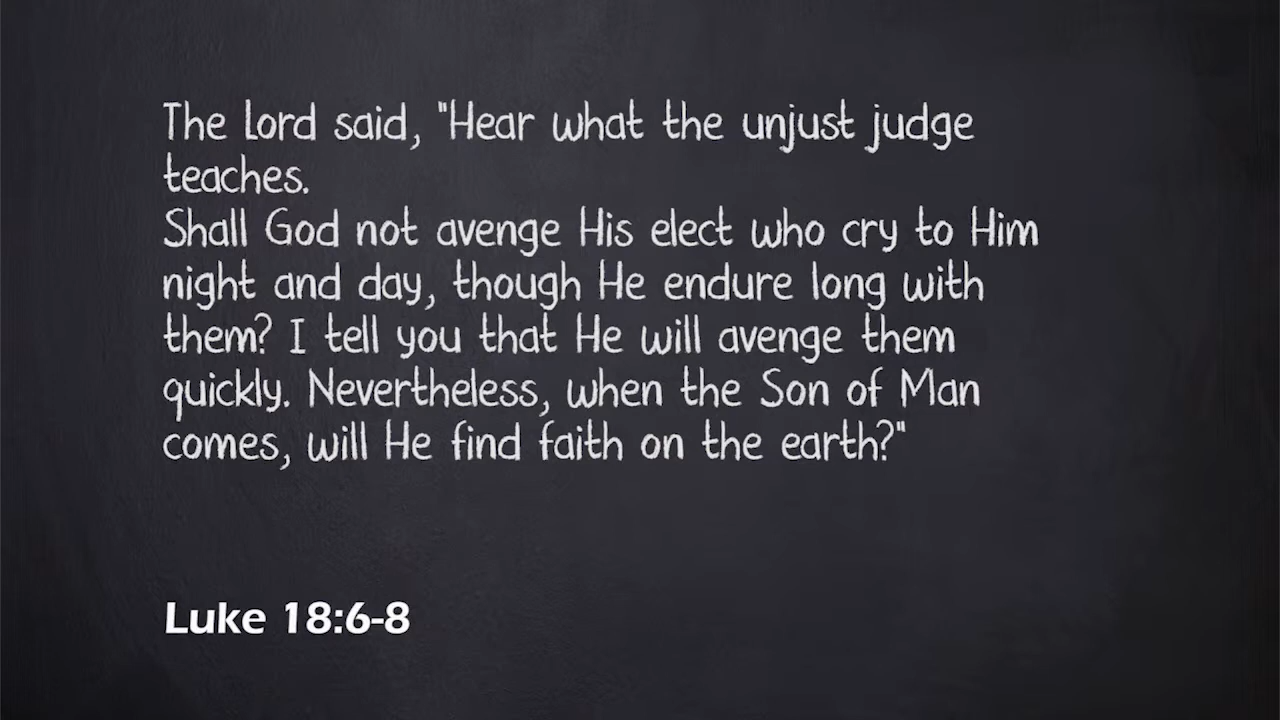 The Lord said, "Hear what the unjust judge
teaches.
Shall God not avenge His elect who cry to Him
night and day, though He endure long with
them? I tell you that He will avenge them
quickly. Nevertheless, when the Son of Man
comes, will He find faith on the earth?"
Luke 18:6-8